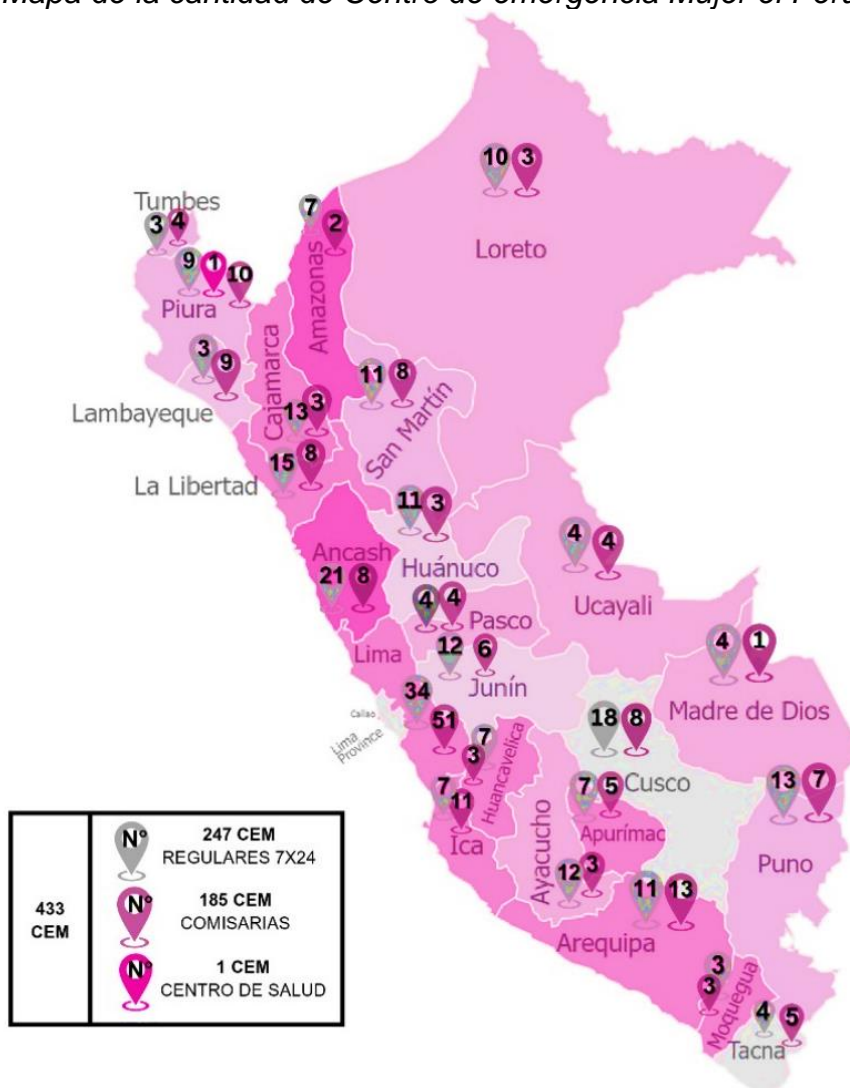 Mapa de la cantidad de Centro de emergencia Mujer
10 3
Loreto
Tumbes
3 4
7 2
Amazonas
9 1 10
Piura
3 9
Lambayeque
Cajamarca
13 3
11 8
San Martín
15 8
La Libertad
11 3
Huánuco
Ancash
21 8
4 4
Ucayali
4 4
Pasco
Lima
12 6
Junín
4 1
Madre de Dios
34
51
Callao
Lima
Province
18 8
Cusco
7
3
Huancavelica
7
11
Ica
7 5
Apurímac
13 7
Puno
Ayacucho
12 3
11 13
Arequipa
3
3
Moquegua
4 5
Tacna
433
CEM
Nº
247 CEM
REGULARES 7X24
Nº
185 CEM
COMISARIAS
Nº
1 CEM
CENTRO DE SALUD